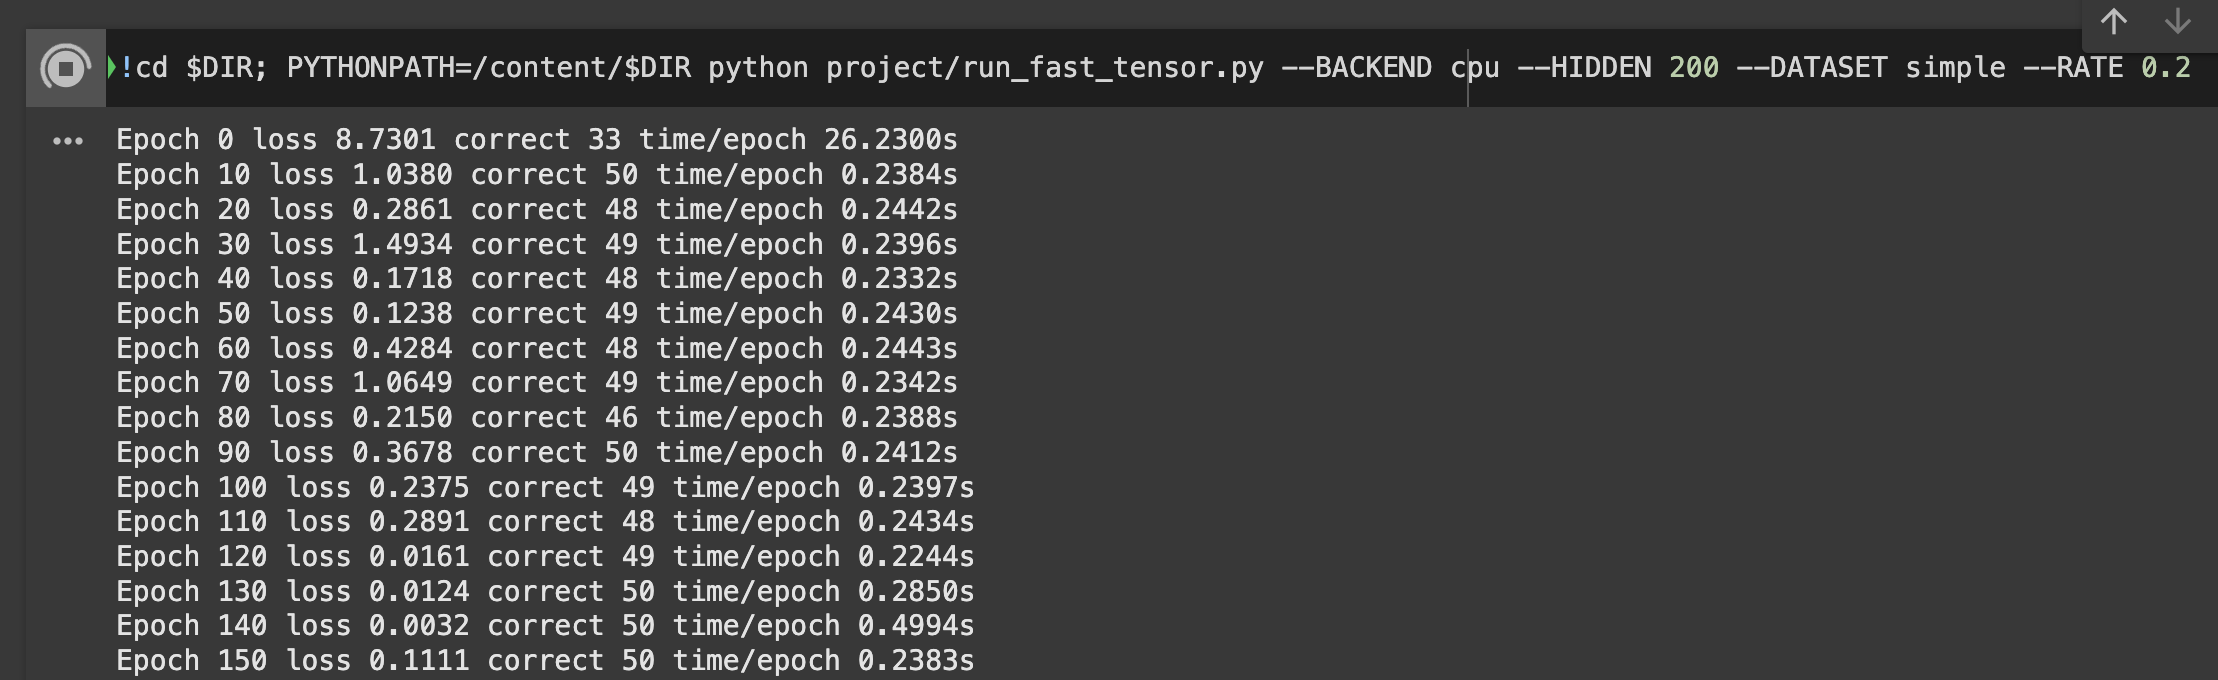 !cd $DIR; PYTHONPATH=/content/$DIR python project/run_fast_tensor.py --BACKEND cpu --HIDDEN 200 --DATASET simple --RATE 0.2
Epoch 0 loss 8.7301 correct 33 time/epoch 26.2300s
Epoch 10 loss 1.0380 correct 50 time/epoch 0.2384s
Epoch 20 loss 0.2861 correct 48 time/epoch 0.2442s
Epoch 30 loss 1.4934 correct 49 time/epoch 0.2396s
Epoch 40 loss 0.1718 correct 48 time/epoch 0.2332s
Epoch 50 loss 0.1238 correct 49 time/epoch 0.2430s
Epoch 60 loss 0.4284 correct 48 time/epoch 0.2443s
Epoch 70 loss 1.0649 correct 49 time/epoch 0.2342s
Epoch 80 loss 0.2150 correct 46 time/epoch 0.2388s
Epoch 90 loss 0.3678 correct 50 time/epoch 0.2412s
Epoch 100 loss 0.2375 correct 49 time/epoch 0.2397s
Epoch 110 loss 0.2891 correct 48 time/epoch 0.2434s
Epoch 120 loss 0.0161 correct 49 time/epoch 0.2244s
Epoch 130 loss 0.0124 correct 50 time/epoch 0.2850s
Epoch 140 loss 0.0032 correct 50 time/epoch 0.4994s
Epoch 150 loss 0.1111 correct 50 time/epoch 0.2383s